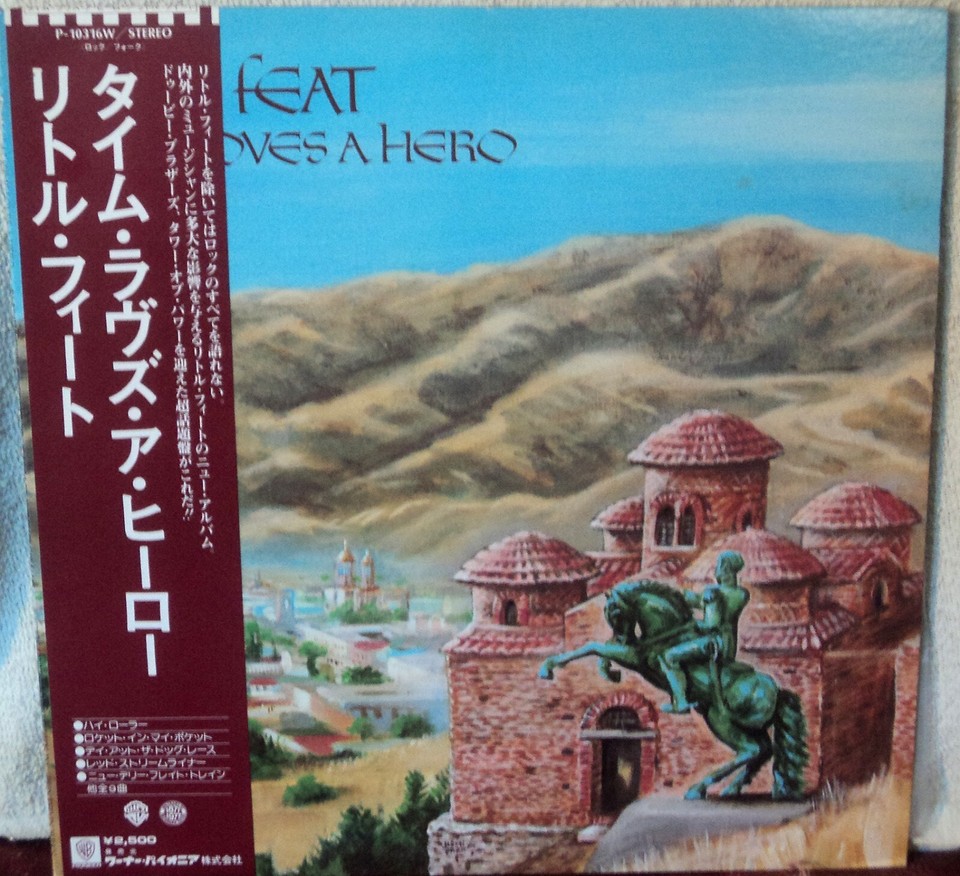 P-10316W/STEREO
ロック フォーク
タイム・ラヴズ・ア・ヒーロー
リトル・フィート
リトル・フィートを除いてはロックのすべてを語れない。
内外のミュージシャンに多大な影響を与えるリトル・フィートのニュー・アルバム、
ドゥービー・ブラザーズ、タワー・オブ・パワーを迎えた超話題盤がこれだ!!
fEAT
OVES A HERO
●ハイ・ローラー
●ロケット・イン・マイ・ポケット
●デイ・アット・ザ・ドッグ・レース
●レッド・ストリームライナー
●ニュー・デリー・フレイト・トレイン
他全9曲
¥2,500
発売元
ワーナー・パイオニア株式会社